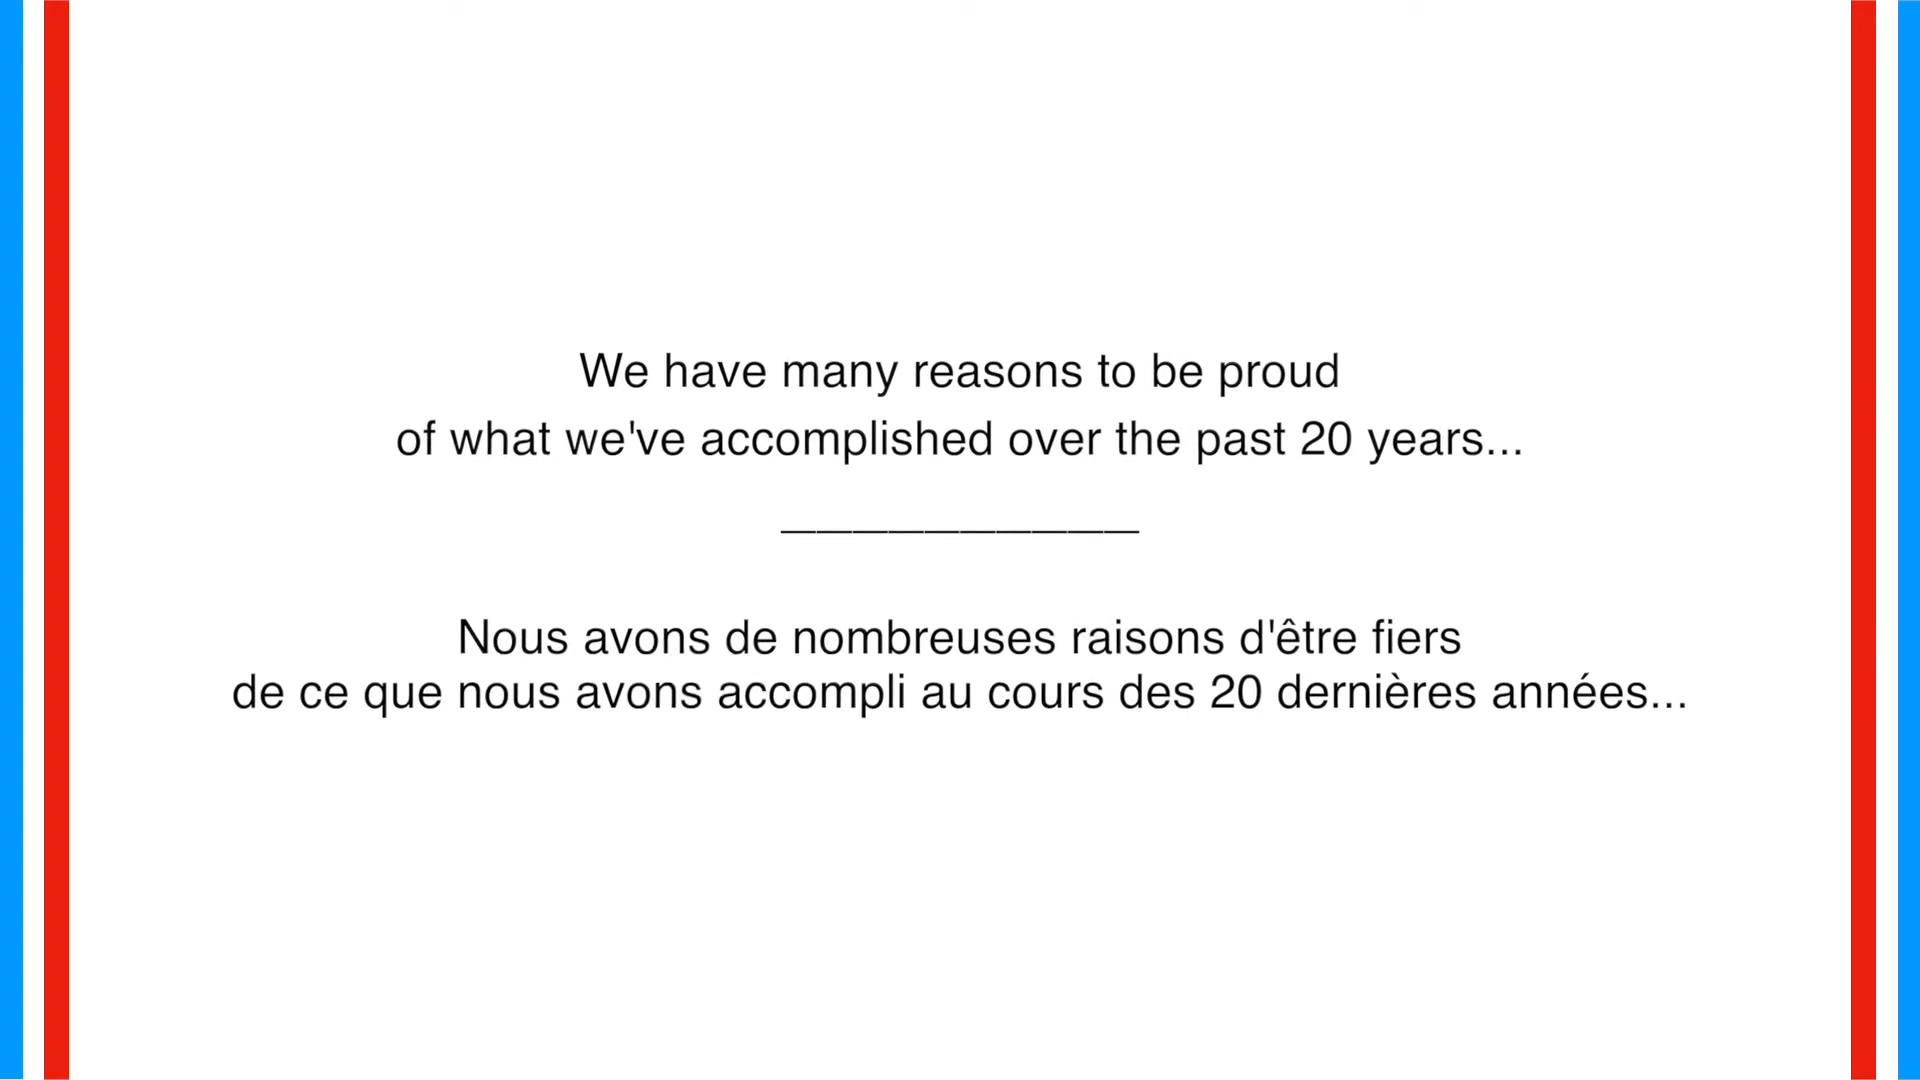 We have many reasons to be proud
of what we've accomplished over the past 20 years...
__________
Nous avons de nombreuses raisons d'être fiers
de ce que nous avons accompli au cours des 20 dernières années...